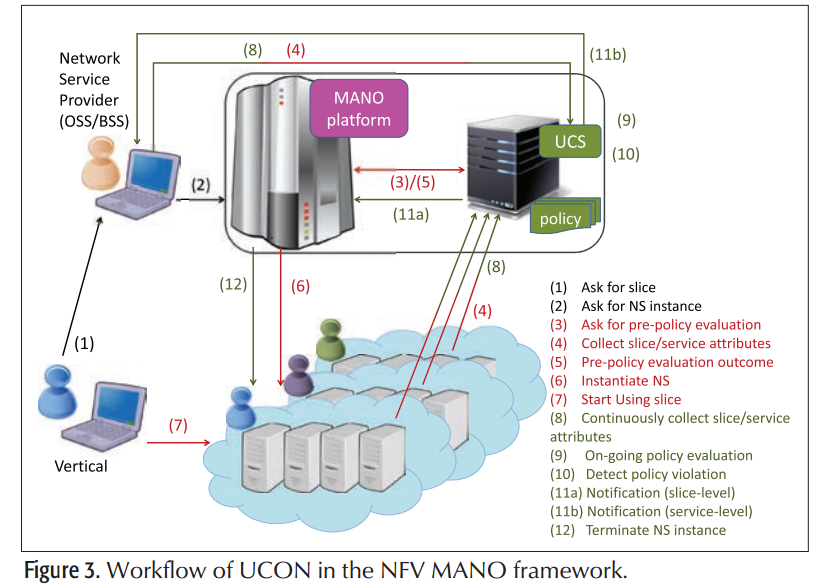 Network
Service
Provider
(OSS/BSS)
(8)
(4)
(11b)
MANO
platform
UCS
(9)
(10)
(2)
(3)/(5)
(11a)
policy
(12)
(6)
(8)
(4)
(1)
(7)
Vertical
(1) Ask for slice
(2) Ask for NS instance
(3) Ask for pre-policy evaluation
(4) Collect slice/service attributes
(5) Pre-policy evaluation outcome
(6) Instantiate NS
(7) Start Using slice
(8) Continuously collect slice/service
attributes
(9) On-going policy evaluation
(10) Detect policy violation
(11a) Notification (slice-level)
(11b) Notification (service-level)
(12) Terminate NS instance
Figure 3. Workflow of UCON in the NFV MANO framework.